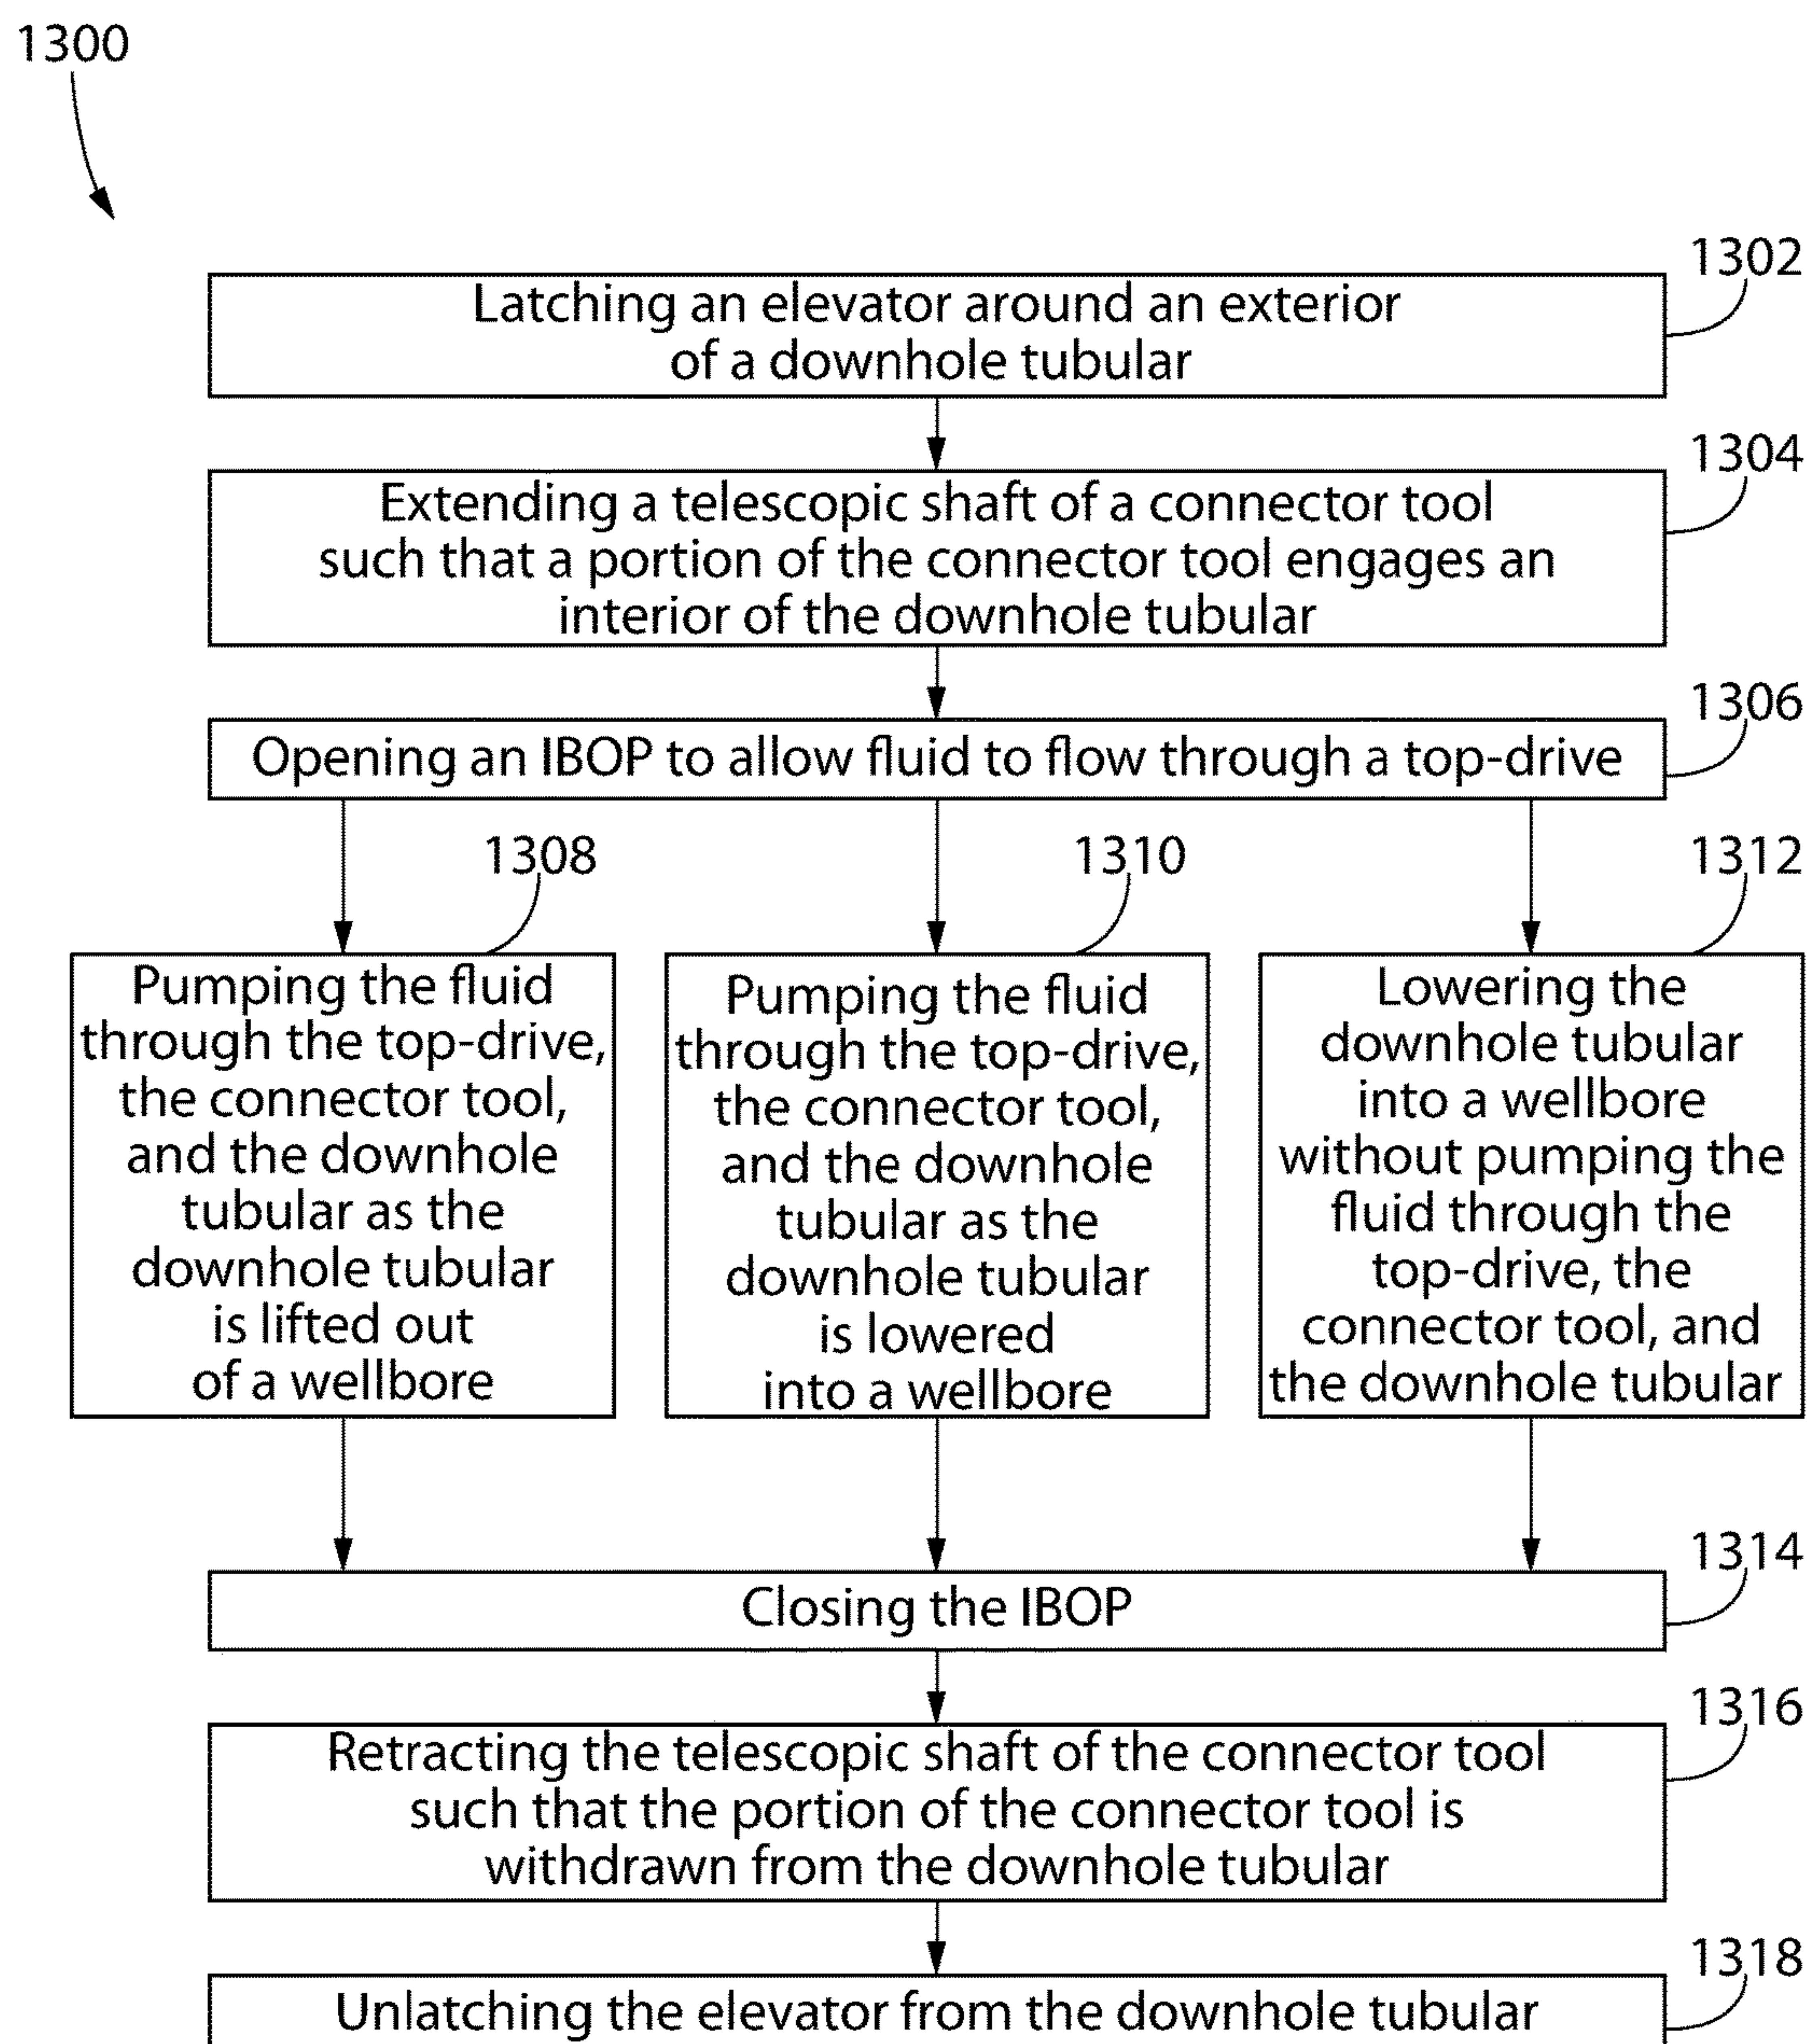 1300
1302
Latching an elevator around an exterior
of a downhole tubular
1304
Extending a telescopic shaft of a connector tool
such that a portion of the connector tool engages an
interior of the downhole tubular
1306
Opening an IBOP to allow fluid to flow through a top-drive
1308
Pumping the fluid
through the top-drive,
the connector tool,
and the downhole
tubular as the
downhole tubular
is lifted out
of a wellbore
1310
Pumping the fluid
through the top-drive,
the connector tool,
and the downhole
tubular as the
downhole tubular
is lowered
into a wellbore
1312
Lowering the
downhole tubular
into a wellbore
without pumping the
fluid through the
top-drive, the
connector tool, and
the downhole tubular
1314
Closing the IBOP
1316
Retracting the telescopic shaft of the connector tool
such that the portion of the connector tool is
withdrawn from the downhole tubular
1318
Unlatching the elevator from the downhole tubular